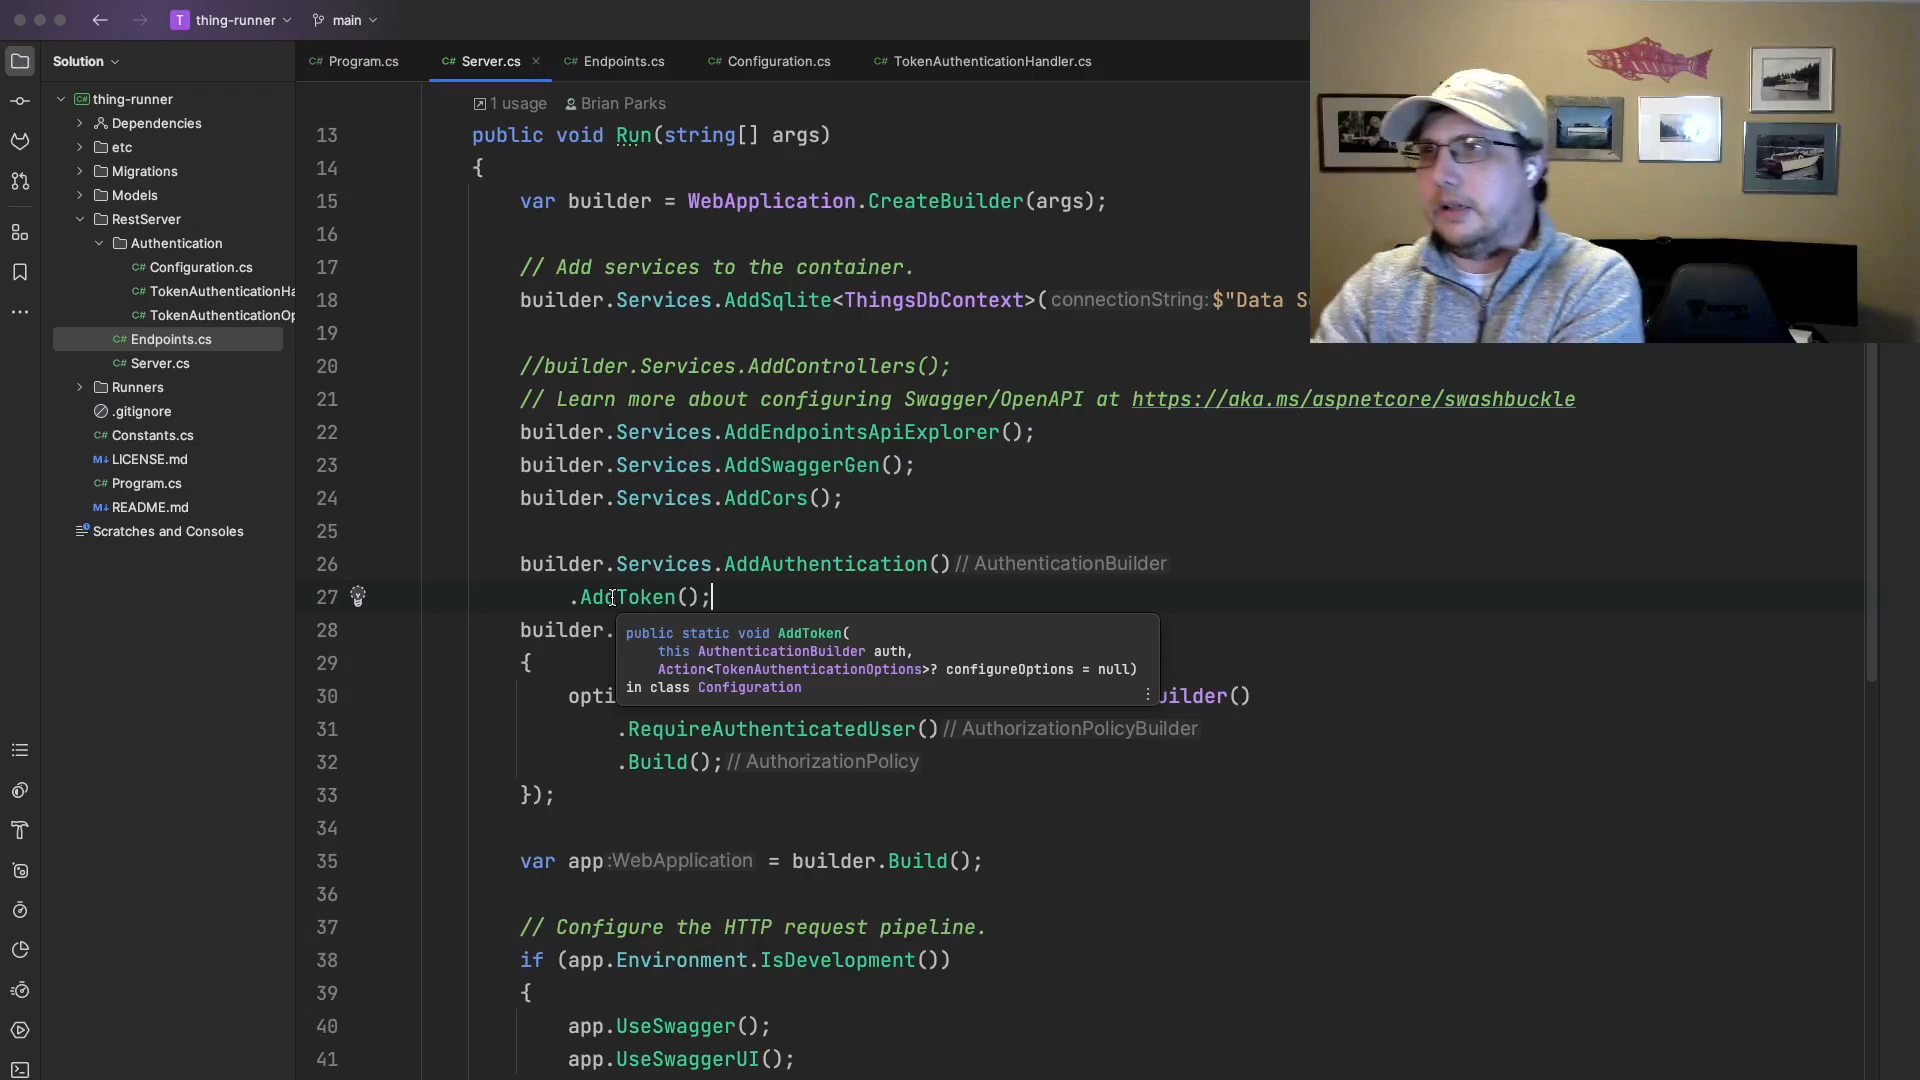 T thing-runner main
Solution
Program.cs Server.cs Endpoints.cs Configuration.cs TokenAuthenticationHandler.cs
C# thing-runner
Dependencies
etc
Migrations
Models
RestServer
Authentication
C# Configuration.cs
C# TokenAuthenticationHa
C# TokenAuthenticationOp
C# Endpoints.cs
C# Server.cs
Runners
.gitignore
C# Constants.cs
M↓ LICENSE.md
C# Program.cs
M↓ README.md
Scratches and Consoles
1 usage Brian Parks
13 public void Run(string[] args)
14 {
15 var builder = WebApplication.CreateBuilder(args);
16
17 // Add services to the container.
18 builder.Services.AddSqlite<ThingsDbContext>(connectionString: $"Data S
19
20 //builder.Services.AddControllers();
21 // Learn more about configuring Swagger/OpenAPI at https://aka.ms/aspnetcore/swashbuckle
22 builder.Services.AddEndpointsApiExplorer();
23 builder.Services.AddSwaggerGen();
24 builder.Services.AddCors();
25
26 builder.Services.AddAuthentication() // AuthenticationBuilder
27 .AddToken();
28 builder.
public static void AddToken(
this AuthenticationBuilder auth,
Action<TokenAuthenticationOptions>? configureOptions = null)
in class Configuration
29 {
30 opti uilder()
31 .RequireAuthenticatedUser() // AuthorizationPolicyBuilder
32 .Build(); // AuthorizationPolicy
33 });
34
35 var app :WebApplication = builder.Build();
36
37 // Configure the HTTP request pipeline.
38 if (app.Environment.IsDevelopment())
39 {
40 app.UseSwagger();
41 app.UseSwaggerUI();